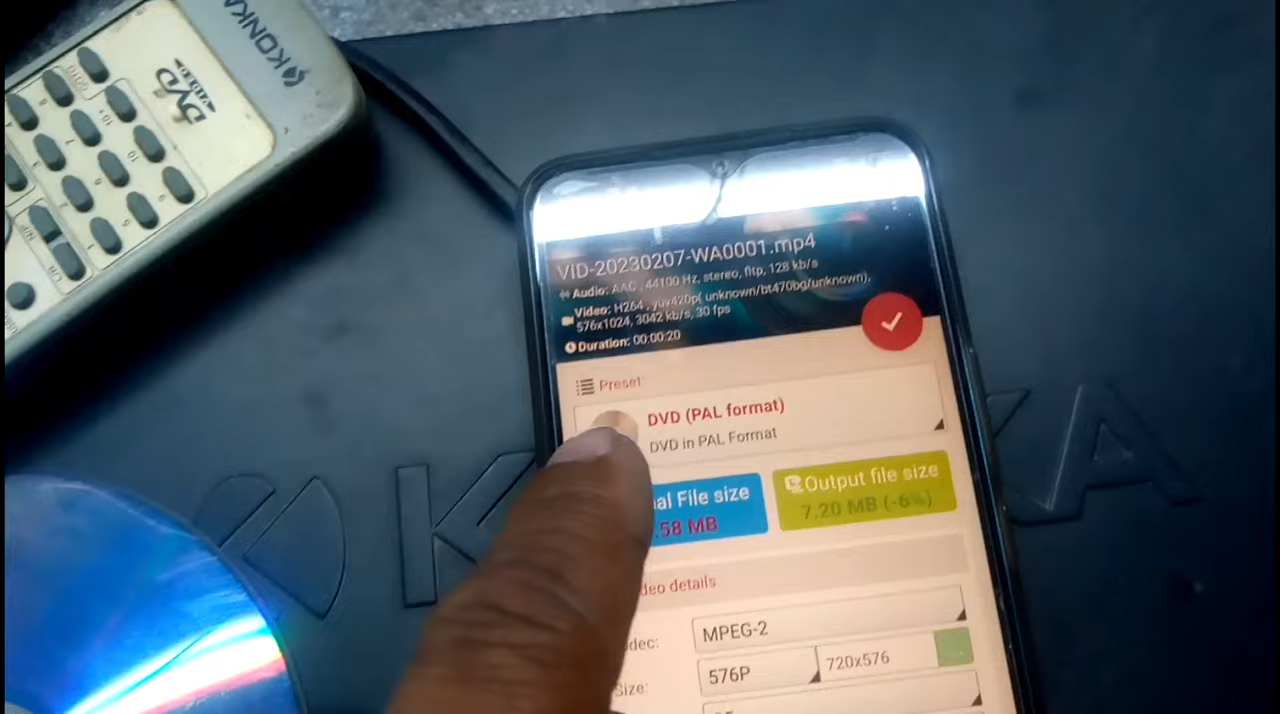 KONKA
DVD
VIDEO
VID-20230207-WA0001.mp4
Audio: AAC , 44100 Hz, stereo, fltp, 128 kb/s
Video: H264 , yuv420p( unknown/bt470bg/unknown),
576x1024, 3042 kb/s, 30 fps
Duration: 00:00:20
Preset
DVD (PAL format)
DVD in PAL Format
File size
.58 MB
Output file size
7.20 MB (-6%)
details
MPEG-2
Size:
576P
720x576